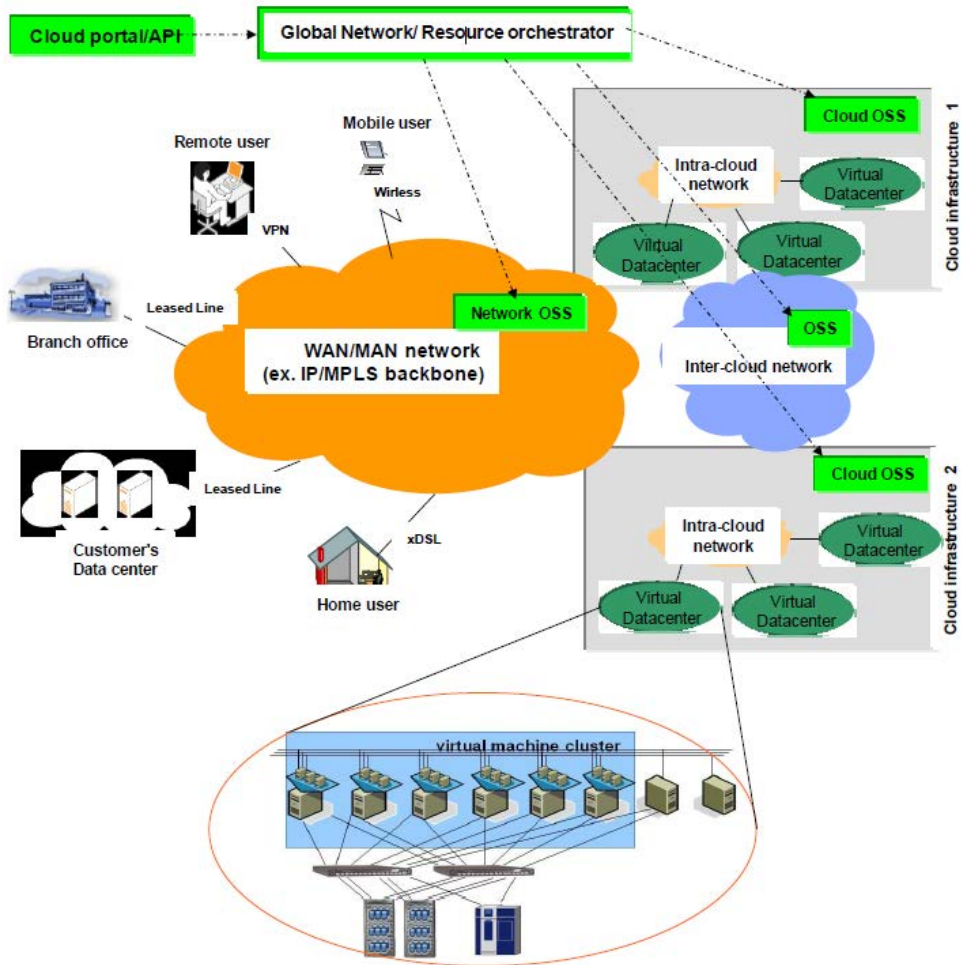 Cloud portal/API
Global Network/ Resource orchestrator
Cloud OSS
Cloud infrastructure 1
Mobile user
Remote user
Intra-cloud
network
Virtual
Datacenter
Wirless
VPN
Viirtual
Datacenter
Virtual
Datacenter
Leased Line
Network OSS
OSS
Branch office
WAN/MAN network
(ex. IP/MPLS backbone)
Inter-cloud network
Cloud OSS
Cloud infrastructure 2
Leased Line
Intra-cloud
network
Virtual
Datacenter
xDSL
Customer's
Data center
Home user
Virtual
Datacenter
Virtual
Datacenter
virtual machine cluster